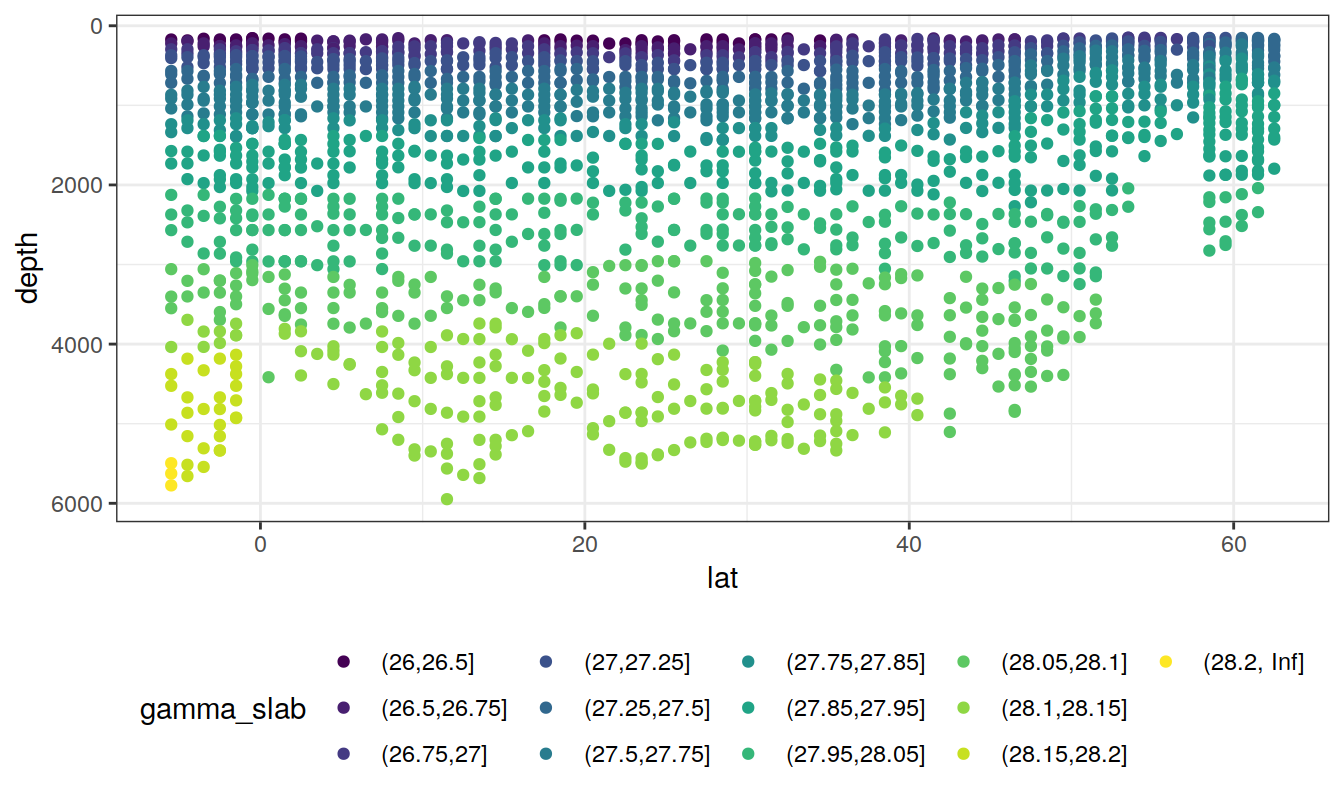 0
2000
4000
6000
depth
0 20 40 60
lat
gamma_slab
(26,26.5] (27,27.25] (27.75,27.85] (28.05,28.1] (28.2, Inf]
(26.5,26.75] (27.25,27.5] (27.85,27.95] (28.1,28.15]
(26.75,27] (27.5,27.75] (27.95,28.05] (28.15,28.2]